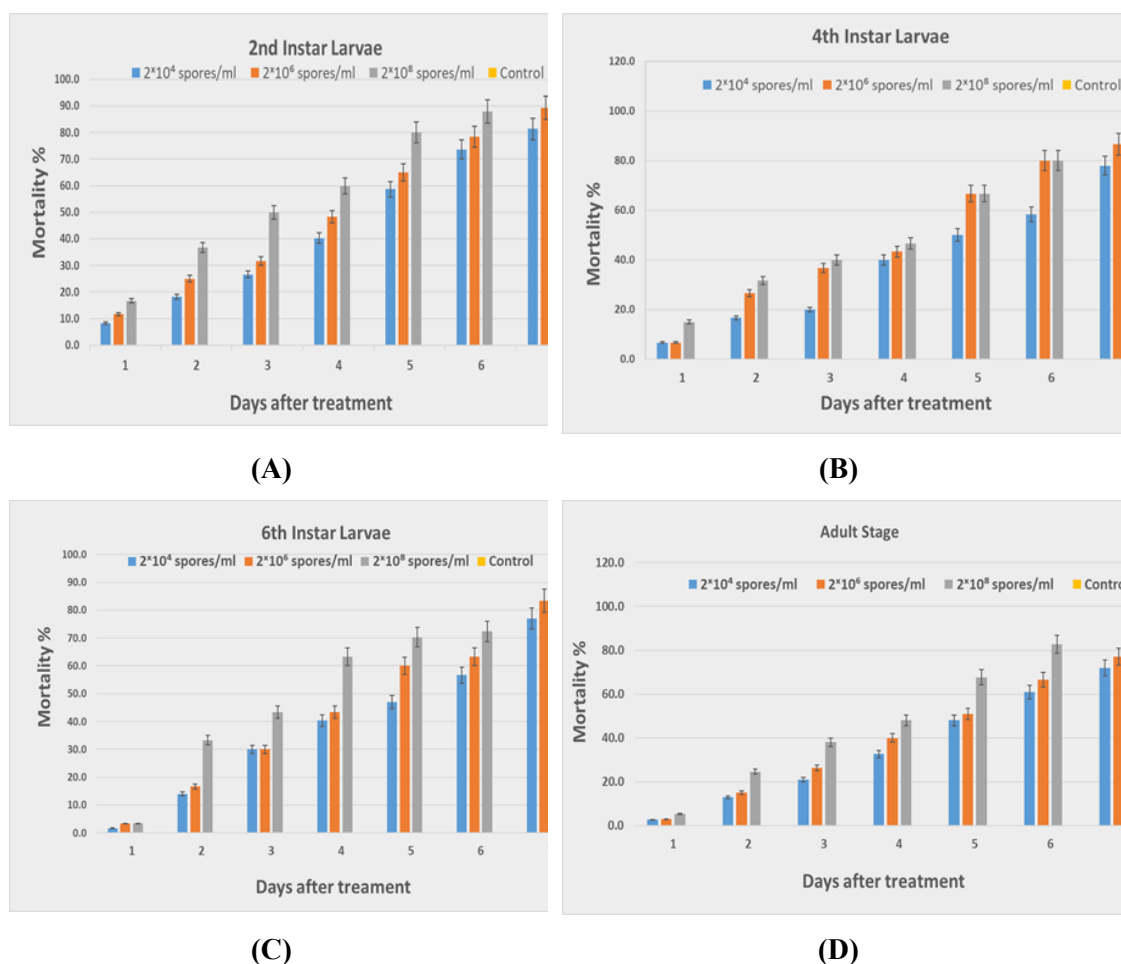 2nd Instar Larvae
2*10⁴ spores/ml 2*10⁶ spores/ml 2*10⁸ spores/ml Control
100.0
90.0
80.0
70.0
60.0
50.0
40.0
30.0
20.0
10.0
0.0
Mortality %
1 2 3 4 5 6
Days after treatment
(A)
4th Instar Larvae
120.0
2*10⁴ spores/ml 2*10⁶ spores/ml 2*10⁸ spores/ml Control
100.0
80.0
60.0
40.0
20.0
0.0
Mortality %
1 2 3 4 5 6
Days after treatment
(B)
6th Instar Larvae
2*10⁴ spores/ml 2*10⁶ spores/ml 2*10⁸ spores/ml Control
100.0
90.0
80.0
70.0
60.0
50.0
40.0
30.0
20.0
10.0
0.0
Mortality %
1 2 3 4 5 6
Days after treament
(C)
Adult Stage
120.0
2*10⁴ spores/ml 2*10⁶ spores/ml 2*10⁸ spores/ml Contro
100.0
80.0
60.0
40.0
20.0
0.0
Mortality %
1 2 3 4 5 6
Days after treatment
(D)